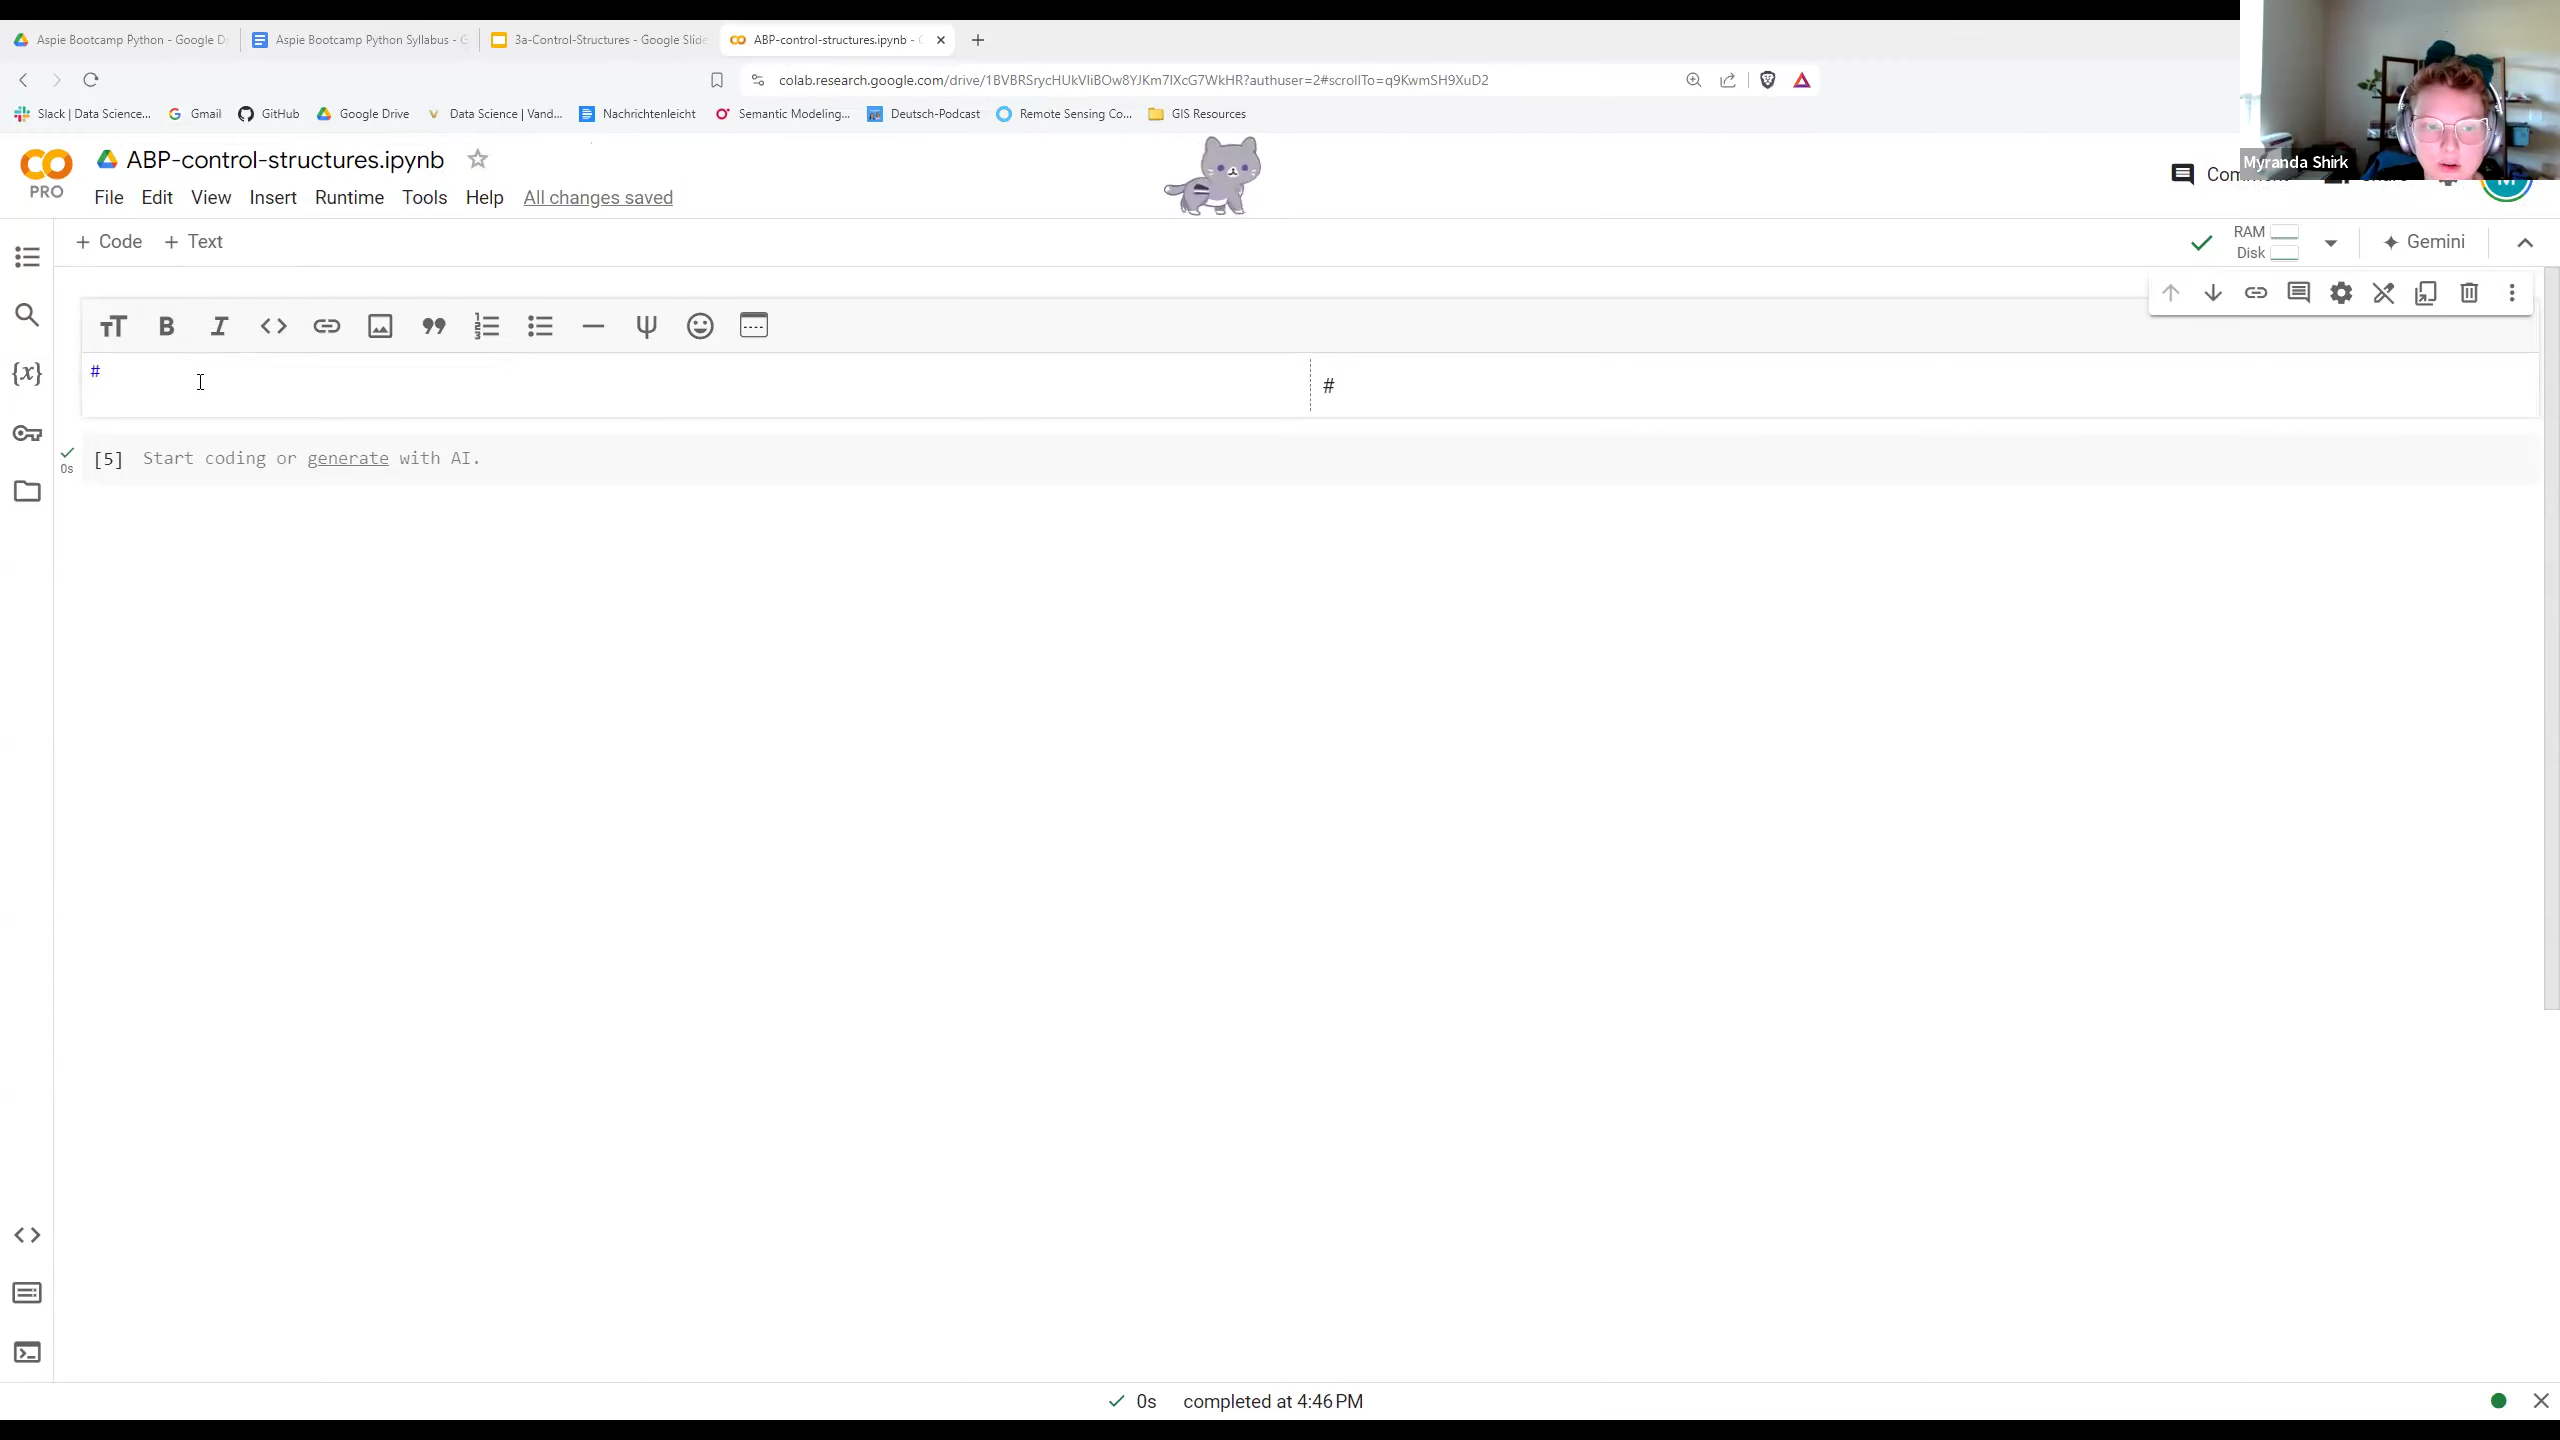 Aspie Bootcamp Python - Google D
Aspie Bootcamp Python Syllabus - G
3a-Control-Structures - Google Slide
ABP-control-structures.ipynb - C
colab.research.google.com/drive/1BVBRSrycHUkVIiBOw8YJKm7lXcG7WkHR?authuser=2#scrollTo=q9KwmSH9XuD2
Slack | Data Science...
Gmail
GitHub
Google Drive
Data Science | Vand...
Nachrichtenleicht
Semantic Modeling...
Deutsch-Podcast
Remote Sensing Co...
GIS Resources
Myranda Shirk
PRO
ABP-control-structures.ipynb
File Edit View Insert Runtime Tools Help All changes saved
+ Code + Text
RAM
Disk
Gemini
#
#
0s
[5] Start coding or generate with AI.
0s completed at 4:46 PM